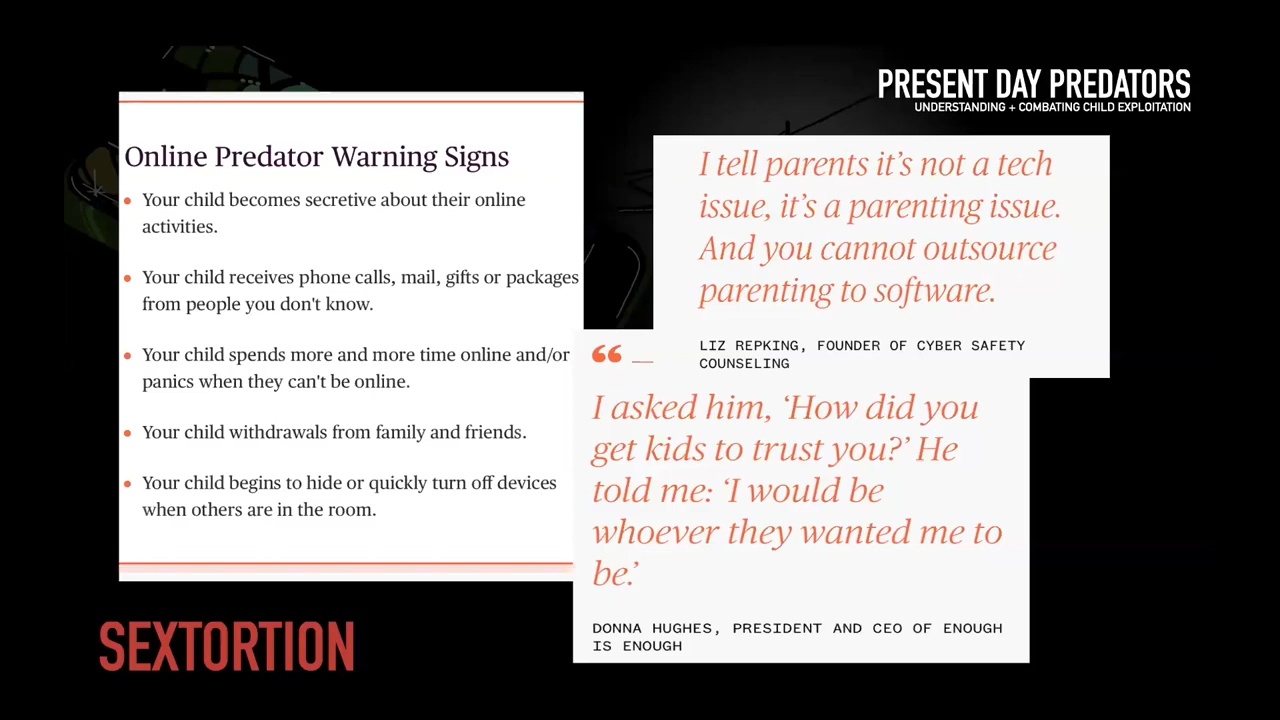 PRESENT DAY PREDATORS
UNDERSTANDING + COMBATING CHILD EXPLOITATION
Online Predator Warning Signs
• Your child becomes secretive about their online
activities.
• Your child receives phone calls, mail, gifts or packages
from people you don't know.
• Your child spends more and more time online and/or
panics when they can't be online.
• Your child withdrawals from family and friends.
• Your child begins to hide or quickly turn off devices
when others are in the room.
I tell parents it’s not a tech
issue, it’s a parenting issue.
And you cannot outsource
parenting to software.
LIZ REPKING, FOUNDER OF CYBER SAFETY
COUNSELING
“
I asked him, ‘How did you
get kids to trust you?’ He
told me: ‘I would be
whoever they wanted me to
be.’
DONNA HUGHES, PRESIDENT AND CEO OF ENOUGH
IS ENOUGH
SEXTORTION